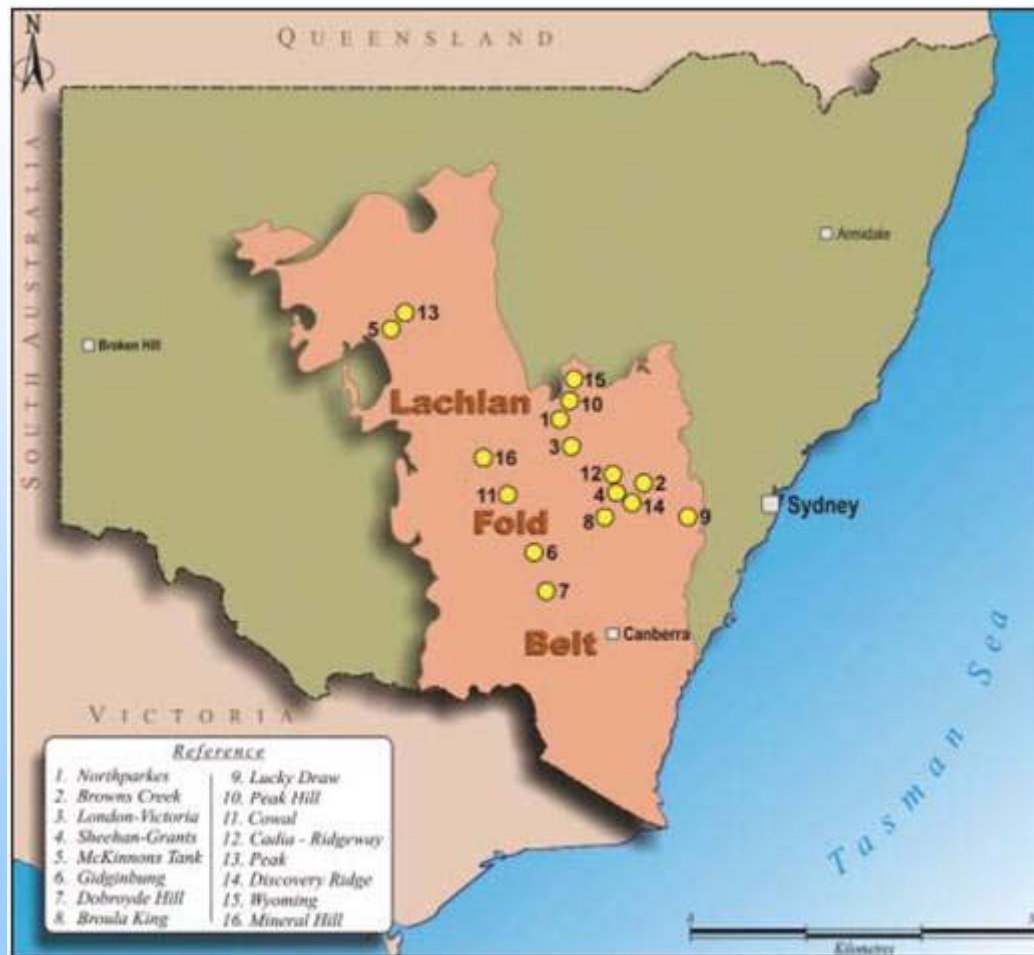 N
QUEENSLAND
SOUTH AUSTRALIA
Armidale
13
5
Broken Hill
15
Lachlan
10
1
3
16
12
2
11
4
14
Sydney
8
9
Fold
6
7
Belt
Canberra
VICTORIA
Tasman Sea
Reference
1. Northparkes
2. Browns Creek
3. London-Victoria
4. Sheehan-Grants
5. McKinnons Tank
6. Gidginbung
7. Dobroyde Hill
8. Broula King
9. Lucky Draw
10. Peak Hill
11. Cowal
12. Cadia - Ridgeway
13. Peak
14. Discovery Ridge
15. Wyoming
16. Mineral Hill
Kilometres